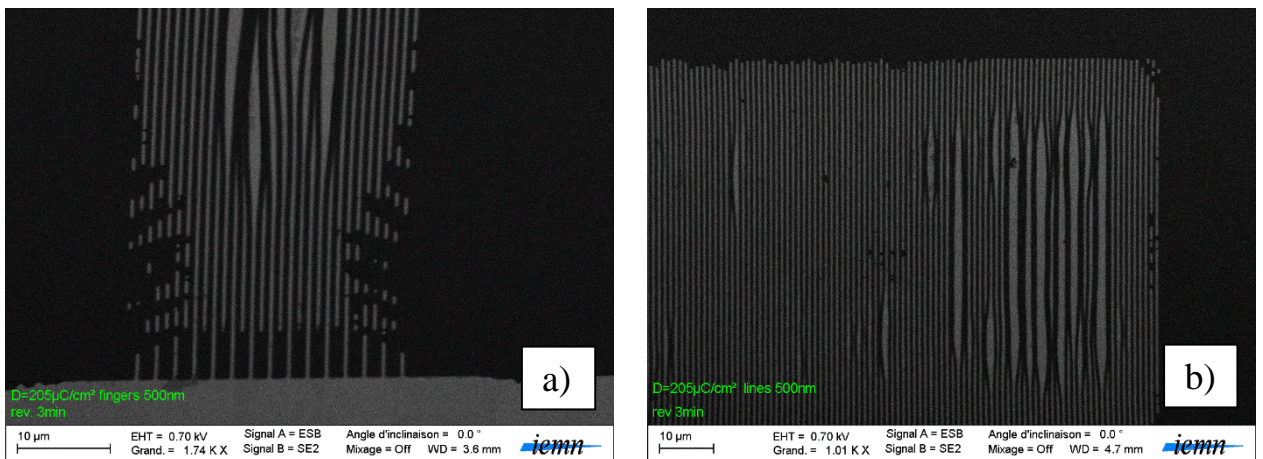 a)
D=205µC/cm² fingers 500nm
rev. 3min
10 µm
EHT = 0.70 kV
Grand. = 1.74 K X
Signal A = ESB
Signal B = SE2
Angle d'inclinaison = 0.0 °
Mixage = Off WD = 3.6 mm
iemn
b)
D=205µC/cm² lines 500nm
rev 3min
10 µm
EHT = 0.70 kV
Grand. = 1.01 K X
Signal A = ESB
Signal B = SE2
Angle d'inclinaison = 0.0 °
Mixage = Off WD = 4.7 mm
iemn